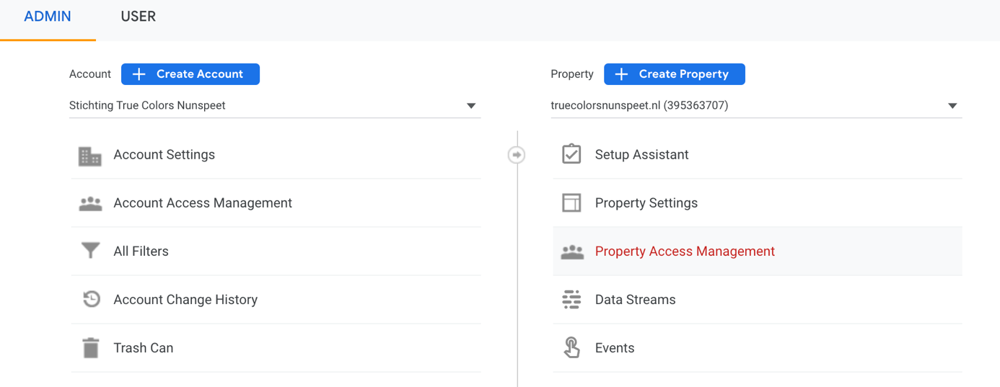 ADMIN USER
Account + Create Account
Stichting True Colors Nunspeet
Account Settings
Account Access Management
All Filters
Account Change History
Trash Can
Property + Create Property
truecolorsnunspeet.nl (395363707)
Setup Assistant
Property Settings
Property Access Management
Data Streams
Events